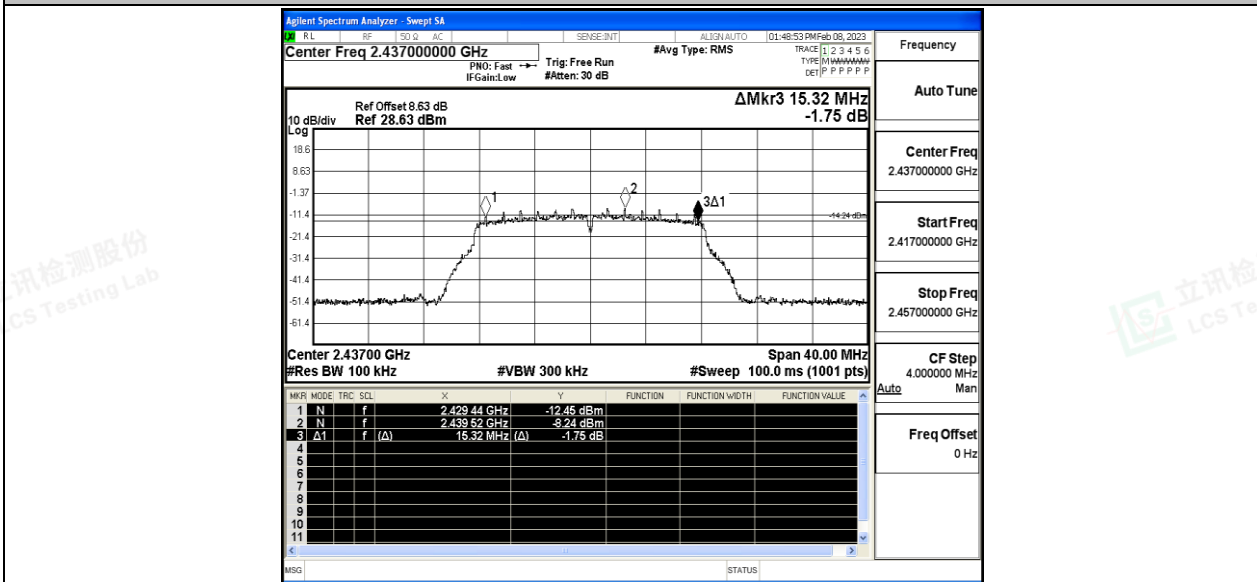 Agilent Spectrum Analyzer - Swept SA
RL RF 50 Ω AC SENSE:INT ALIGN AUTO 01:48:53 PM Feb 08, 2023
Center Freq 2.437000000 GHz
#Avg Type: RMS
TRACE 1 2 3 4 5 6
PNO: Fast Trig: Free Run
TYPE MWWWWW
IFGain:Low #Atten: 30 dB
DET P P P P P P
Frequency
Auto Tune
ΔMkr3 15.32 MHz
-1.75 dB
Ref Offset 8.63 dB
10 dB/div Ref 28.63 dBm
Log
18.6
8.63
-1.37
-11.4
-21.4
-31.4
-41.4
-51.4
-61.4
1
2
3Δ1
-14.24 dBm
Center 2.43700 GHz Span 40.00 MHz
#Res BW 100 kHz #VBW 300 kHz #Sweep 100.0 ms (1001 pts)
Center Freq
2.437000000 GHz
Start Freq
2.417000000 GHz
Stop Freq
2.457000000 GHz
CF Step
4.000000 MHz
Auto Man
Freq Offset
0 Hz
MKR MODE TRC SCL X Y FUNCTION FUNCTION WIDTH FUNCTION VALUE
1 N f 2.429 44 GHz -12.45 dBm
2 N f 2.439 52 GHz -8.24 dBm
3 Δ1 f (Δ) 15.32 MHz (Δ) -1.75 dB
4
5
6
7
8
9
10
11
MSG STATUS
立讯检测股份
LCS Testing Lab
立讯检
LCS Te